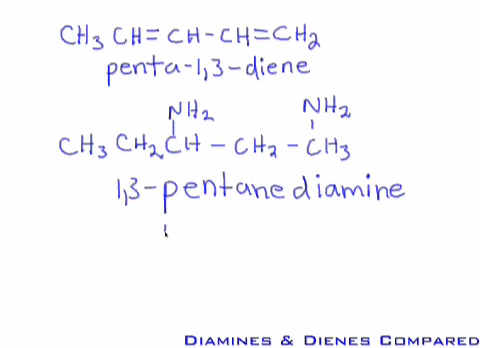 CH3 CH=CH-CH=CH2
penta-1,3-diene
NH2 NH2
CH3 CH2CH-CH2-CH3
1,3-pentanediamine
DIAMINES & DIENES COMPARED